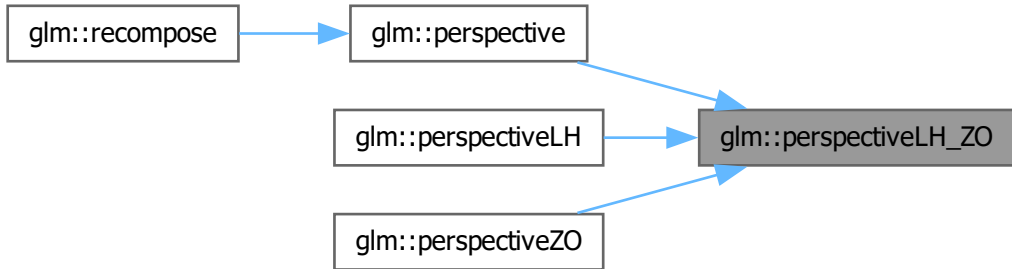 glm::recompose
glm::perspective
glm::perspectiveLH
glm::perspectiveLH_ZO
glm::perspectiveZO